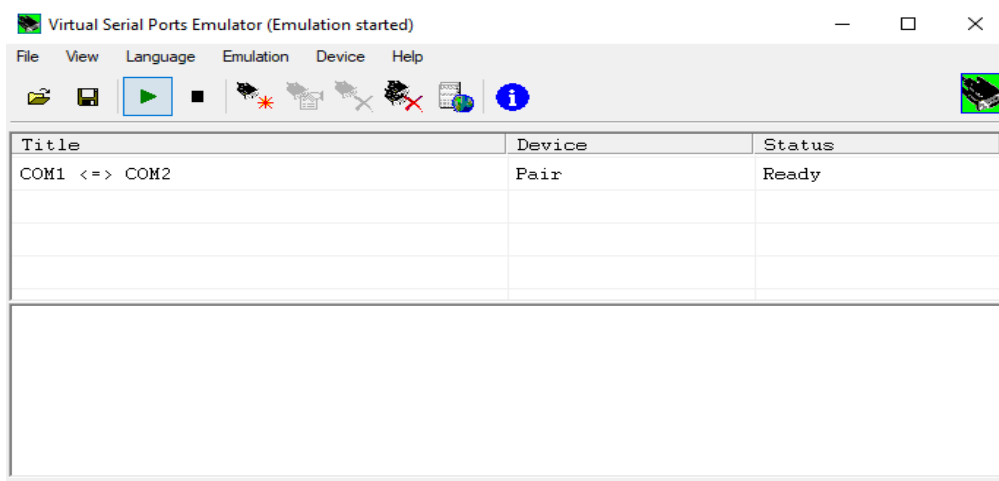 Virtual Serial Ports Emulator (Emulation started)
File View Language Emulation Device Help
Title Device Status
COM1 <=> COM2 Pair Ready